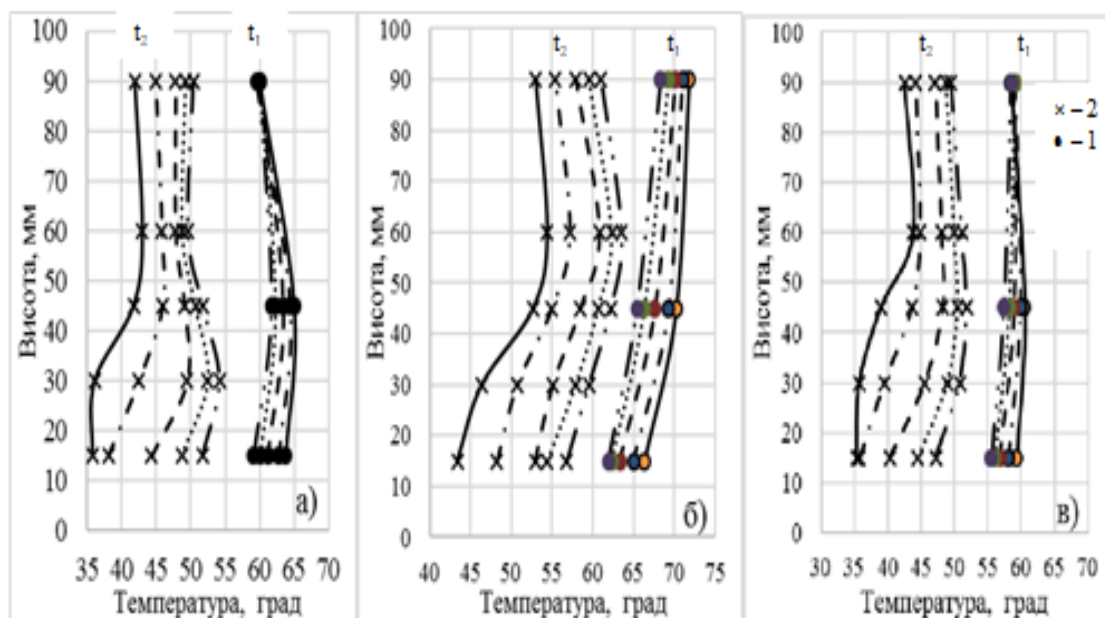 t₂ t₁
100
90
80
70
60
50
40
30
20
10
0
Висота, мм
а)
35 40 45 50 55 60 65 70
Температура, град
t₂ t₁
100
90
80
70
60
50
40
30
20
10
0
Висота, мм
б)
40 45 50 55 60 65 70 75
Температура, град
t₂ t₁
100
90
80
70
60
50
40
30
20
10
0
Висота, мм
× – 2
● – 1
в)
30 35 40 45 50 55 60 65 70
Температура, град